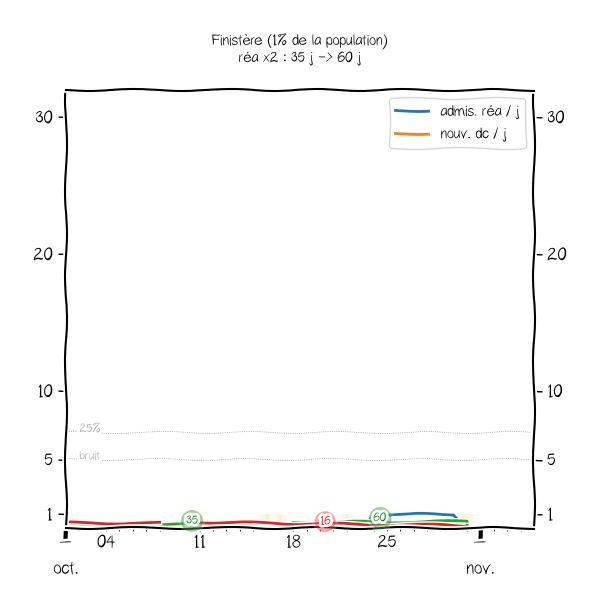 Finistère (1% de la population)
réa x2 : 35 j -> 60 j
admis. réa / j
nouv. dc / j
30
30
20
20
10
10
25%
5
bruit
5
1
35
16
60
1
04
11
18
25
oct.
nov.